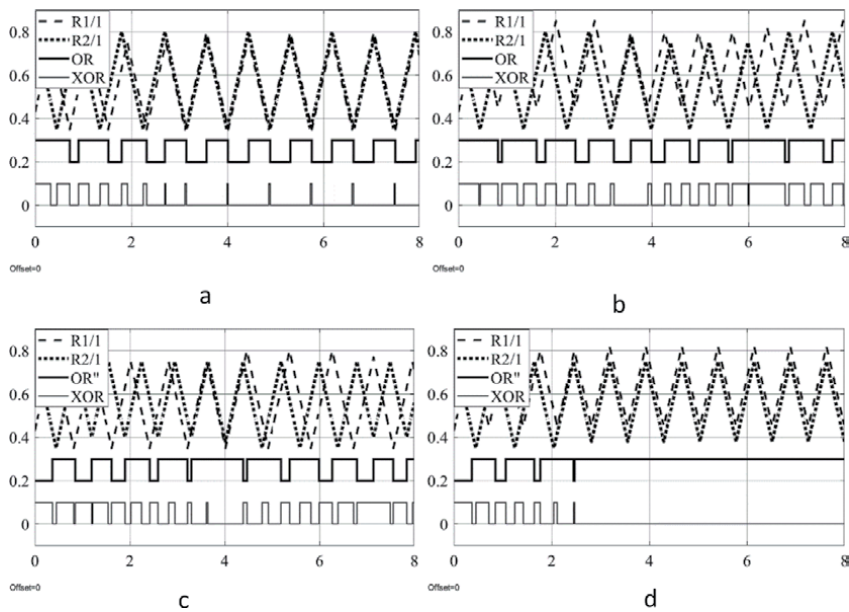 R1/1
R2/1
OR
XOR
0.8
0.6
0.4
0.2
0
0 2 4 6 8
Offset=0
a
R1/1
R2/1
OR
XOR
0.8
0.6
0.4
0.2
0
0 2 4 6 8
Offset=0
b
R1/1
R2/1
OR"
XOR
0.8
0.6
0.4
0.2
0
0 2 4 6 8
Offset=0
c
R1/1
R2/1
OR"
XOR
0.8
0.6
0.4
0.2
0
0 2 4 6 8
Offset=0
d